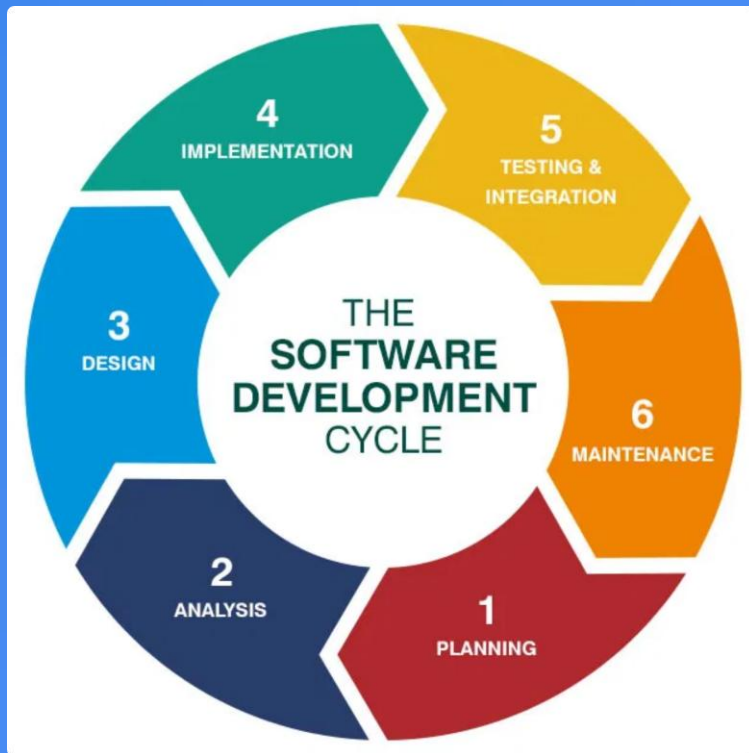 THE
SOFTWARE
DEVELOPMENT
CYCLE
1
PLANNING
2
ANALYSIS
3
DESIGN
4
IMPLEMENTATION
5
TESTING &
INTEGRATION
6
MAINTENANCE